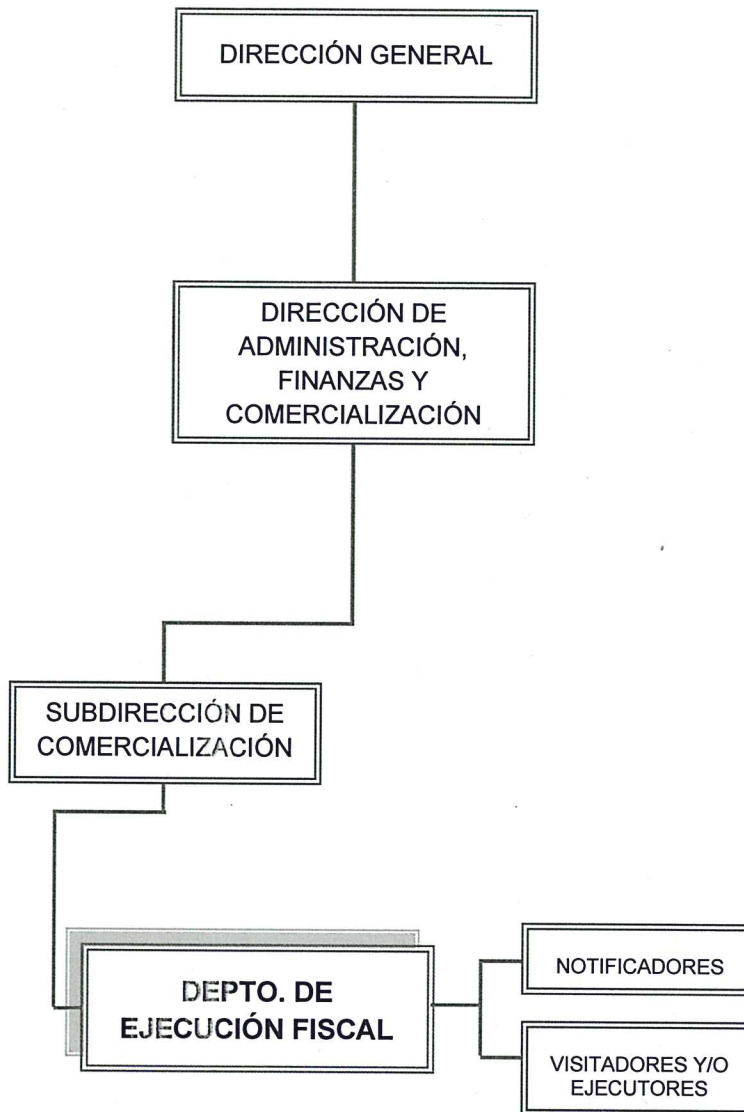 DIRECCIÓN GENERAL
DIRECCIÓN DE
ADMINISTRACIÓN,
FINANZAS Y
COMERCIALIZACIÓN
SUBDIRECCIÓN DE
COMERCIALIZACIÓN
DEPTO. DE
EJECUCIÓN FISCAL
NOTIFICADORES
VISITADORES Y/O
EJECUTORES